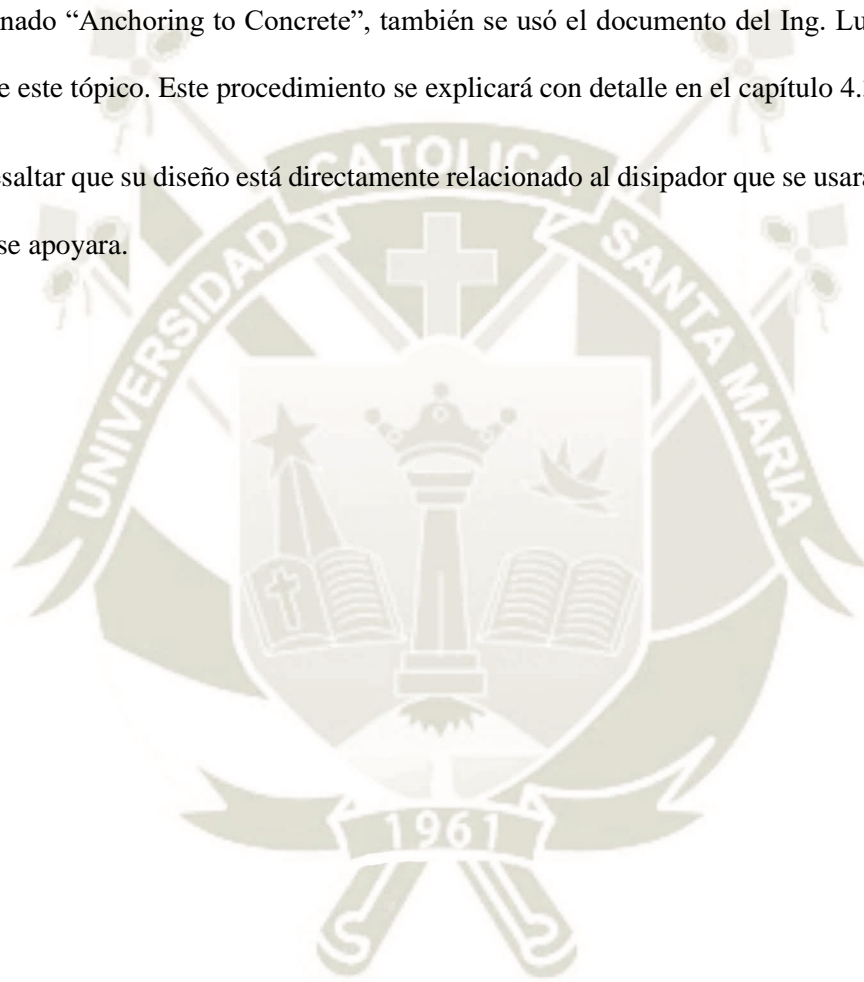 nado “Anchoring to Concrete”, también se usó el documento del Ing. Lu
e este tópico. Este procedimiento se explicará con detalle en el capítulo 4.
esaltar que su diseño está directamente relacionado al disipador que se usar
se apoyara.
UNIVERSIDAD CATOLICA SANTA MARIA
1961